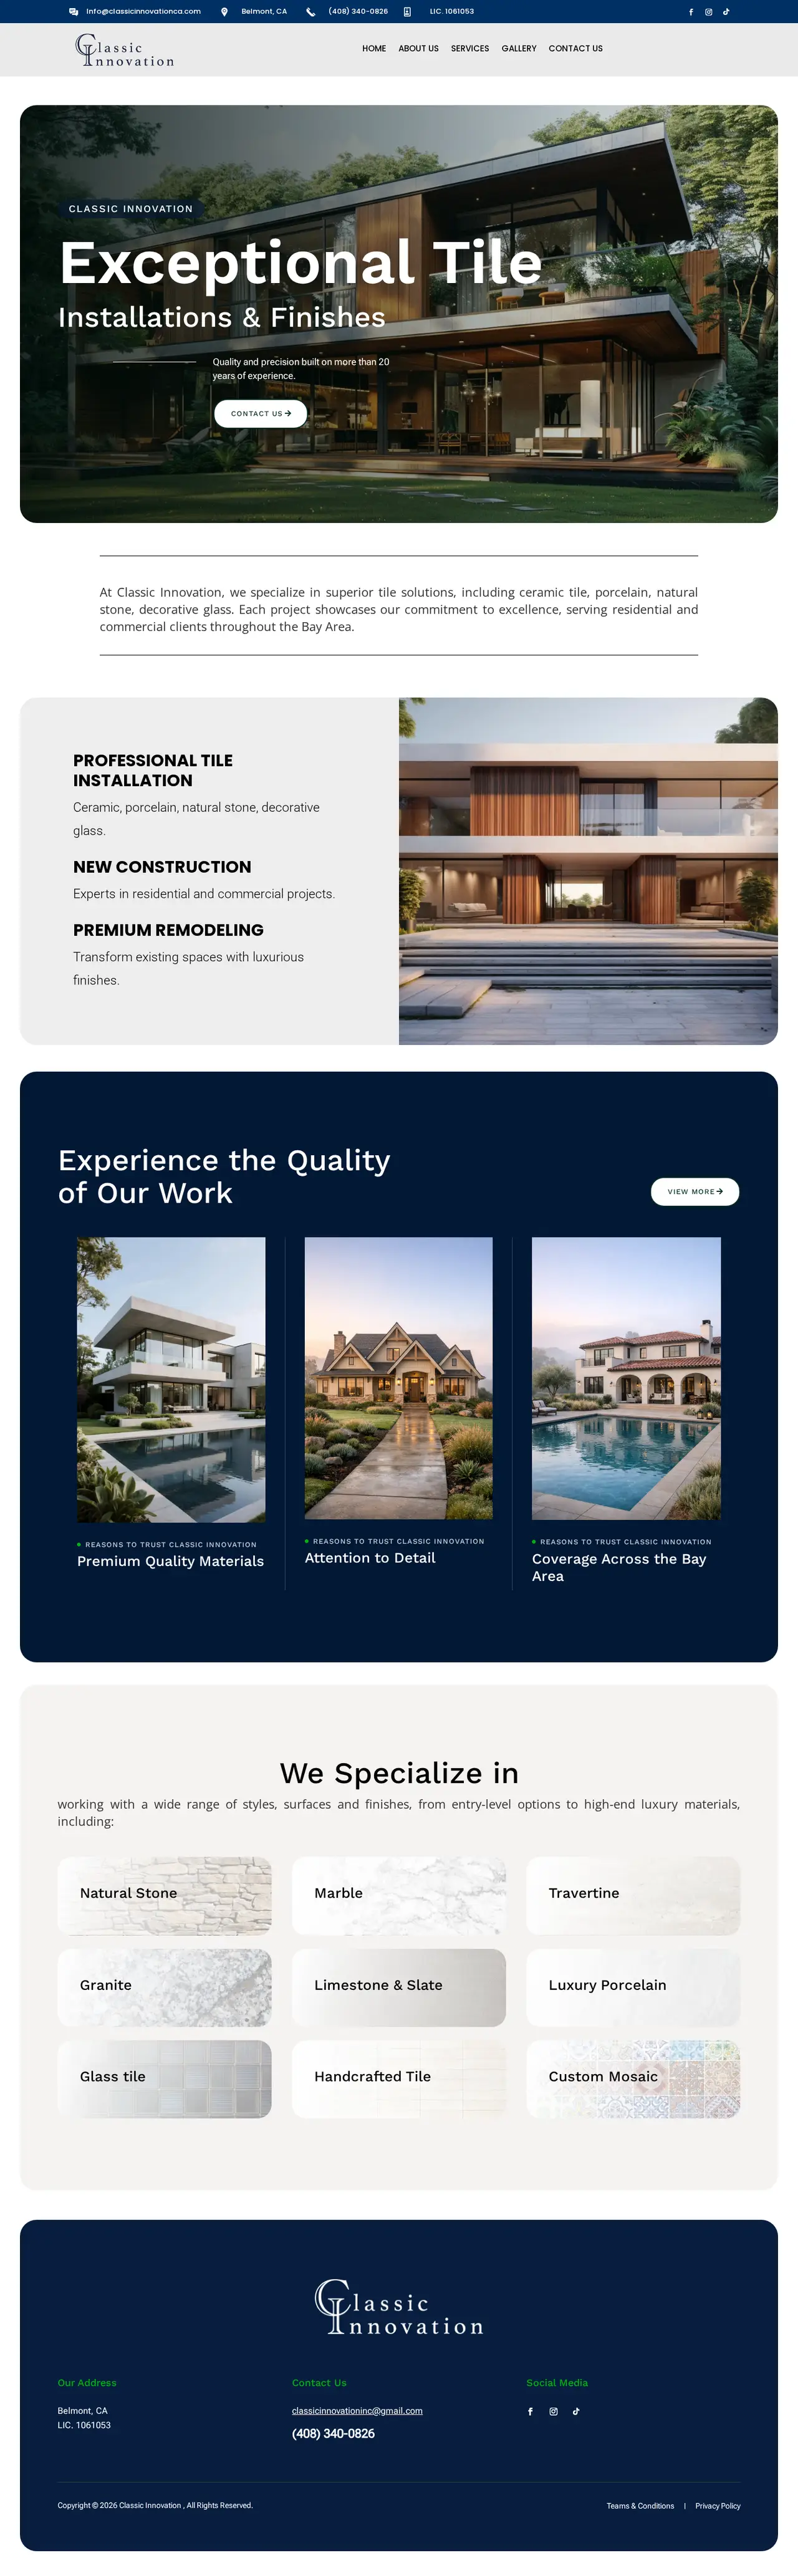 Info@classicinnovationca.com
Belmont, CA
(408) 340-0826
LIC. 1061053
Classic
Innovation
HOME
ABOUT US
SERVICES
GALLERY
CONTACT US
CLASSIC INNOVATION
Exceptional Tile
Installations & Finishes
Quality and precision built on more than 20
years of experience.
CONTACT US
At Classic Innovation, we specialize in superior tile solutions, including ceramic tile, porcelain, natural
stone, decorative glass. Each project showcases our commitment to excellence, serving residential and
commercial clients throughout the Bay Area.
PROFESSIONAL TILE
INSTALLATION
Ceramic, porcelain, natural stone, decorative
glass.
NEW CONSTRUCTION
Experts in residential and commercial projects.
PREMIUM REMODELING
Transform existing spaces with luxurious
finishes.
Experience the Quality
of Our Work
VIEW MORE
REASONS TO TRUST CLASSIC INNOVATION
Premium Quality Materials
REASONS TO TRUST CLASSIC INNOVATION
Attention to Detail
REASONS TO TRUST CLASSIC INNOVATION
Coverage Across the Bay
Area
We Specialize in
working with a wide range of styles, surfaces and finishes, from entry-level options to high-end luxury materials,
including:
Natural Stone
Marble
Travertine
Granite
Limestone & Slate
Luxury Porcelain
Glass tile
Handcrafted Tile
Custom Mosaic
Classic
Innovation
Our Address
Belmont, CA
LIC. 1061053
Contact Us
classicinnovationinc@gmail.com
(408) 340-0826
Social Media
Copyright © 2026 Classic Innovation , All Rights Reserved.
Teams & Conditions | Privacy Policy